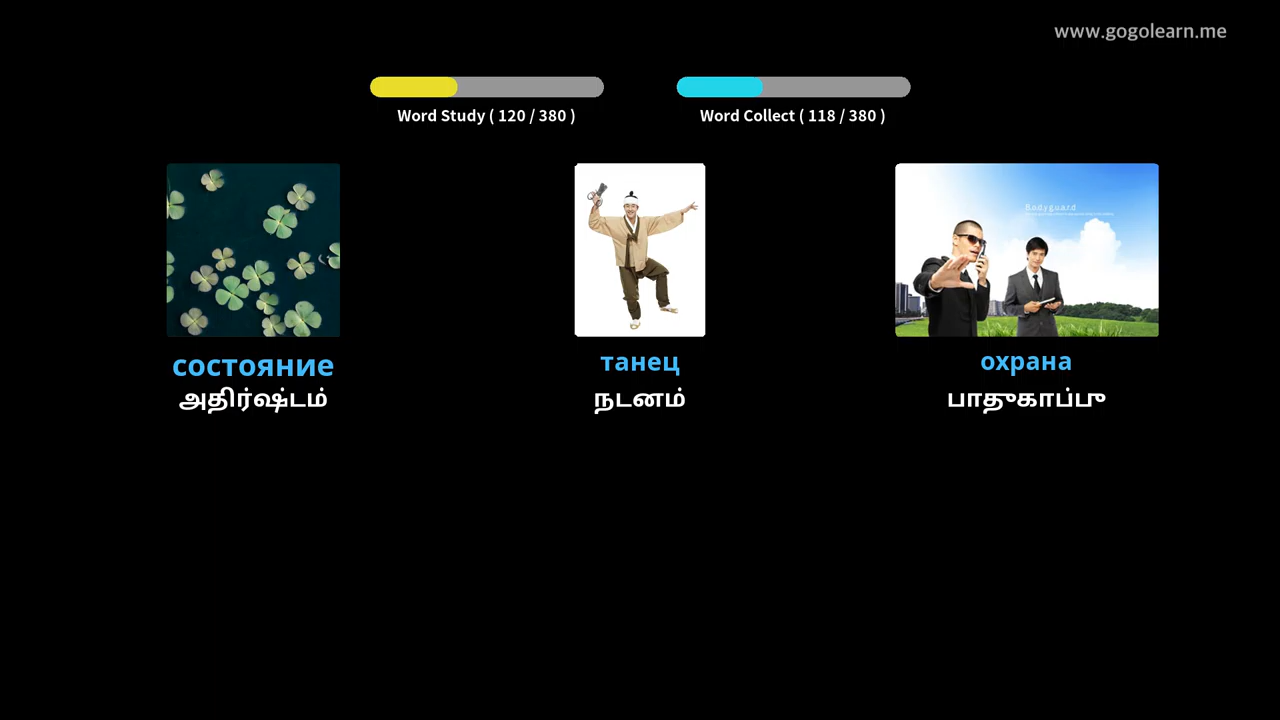 www.gogolearn.me
Word Study ( 120 / 380 )
Word Collect ( 118 / 380 )
Bodyguard
состояние
танец
охрана
அதிர்ஷ்டம்
நடனம்
பாதுகாப்பு